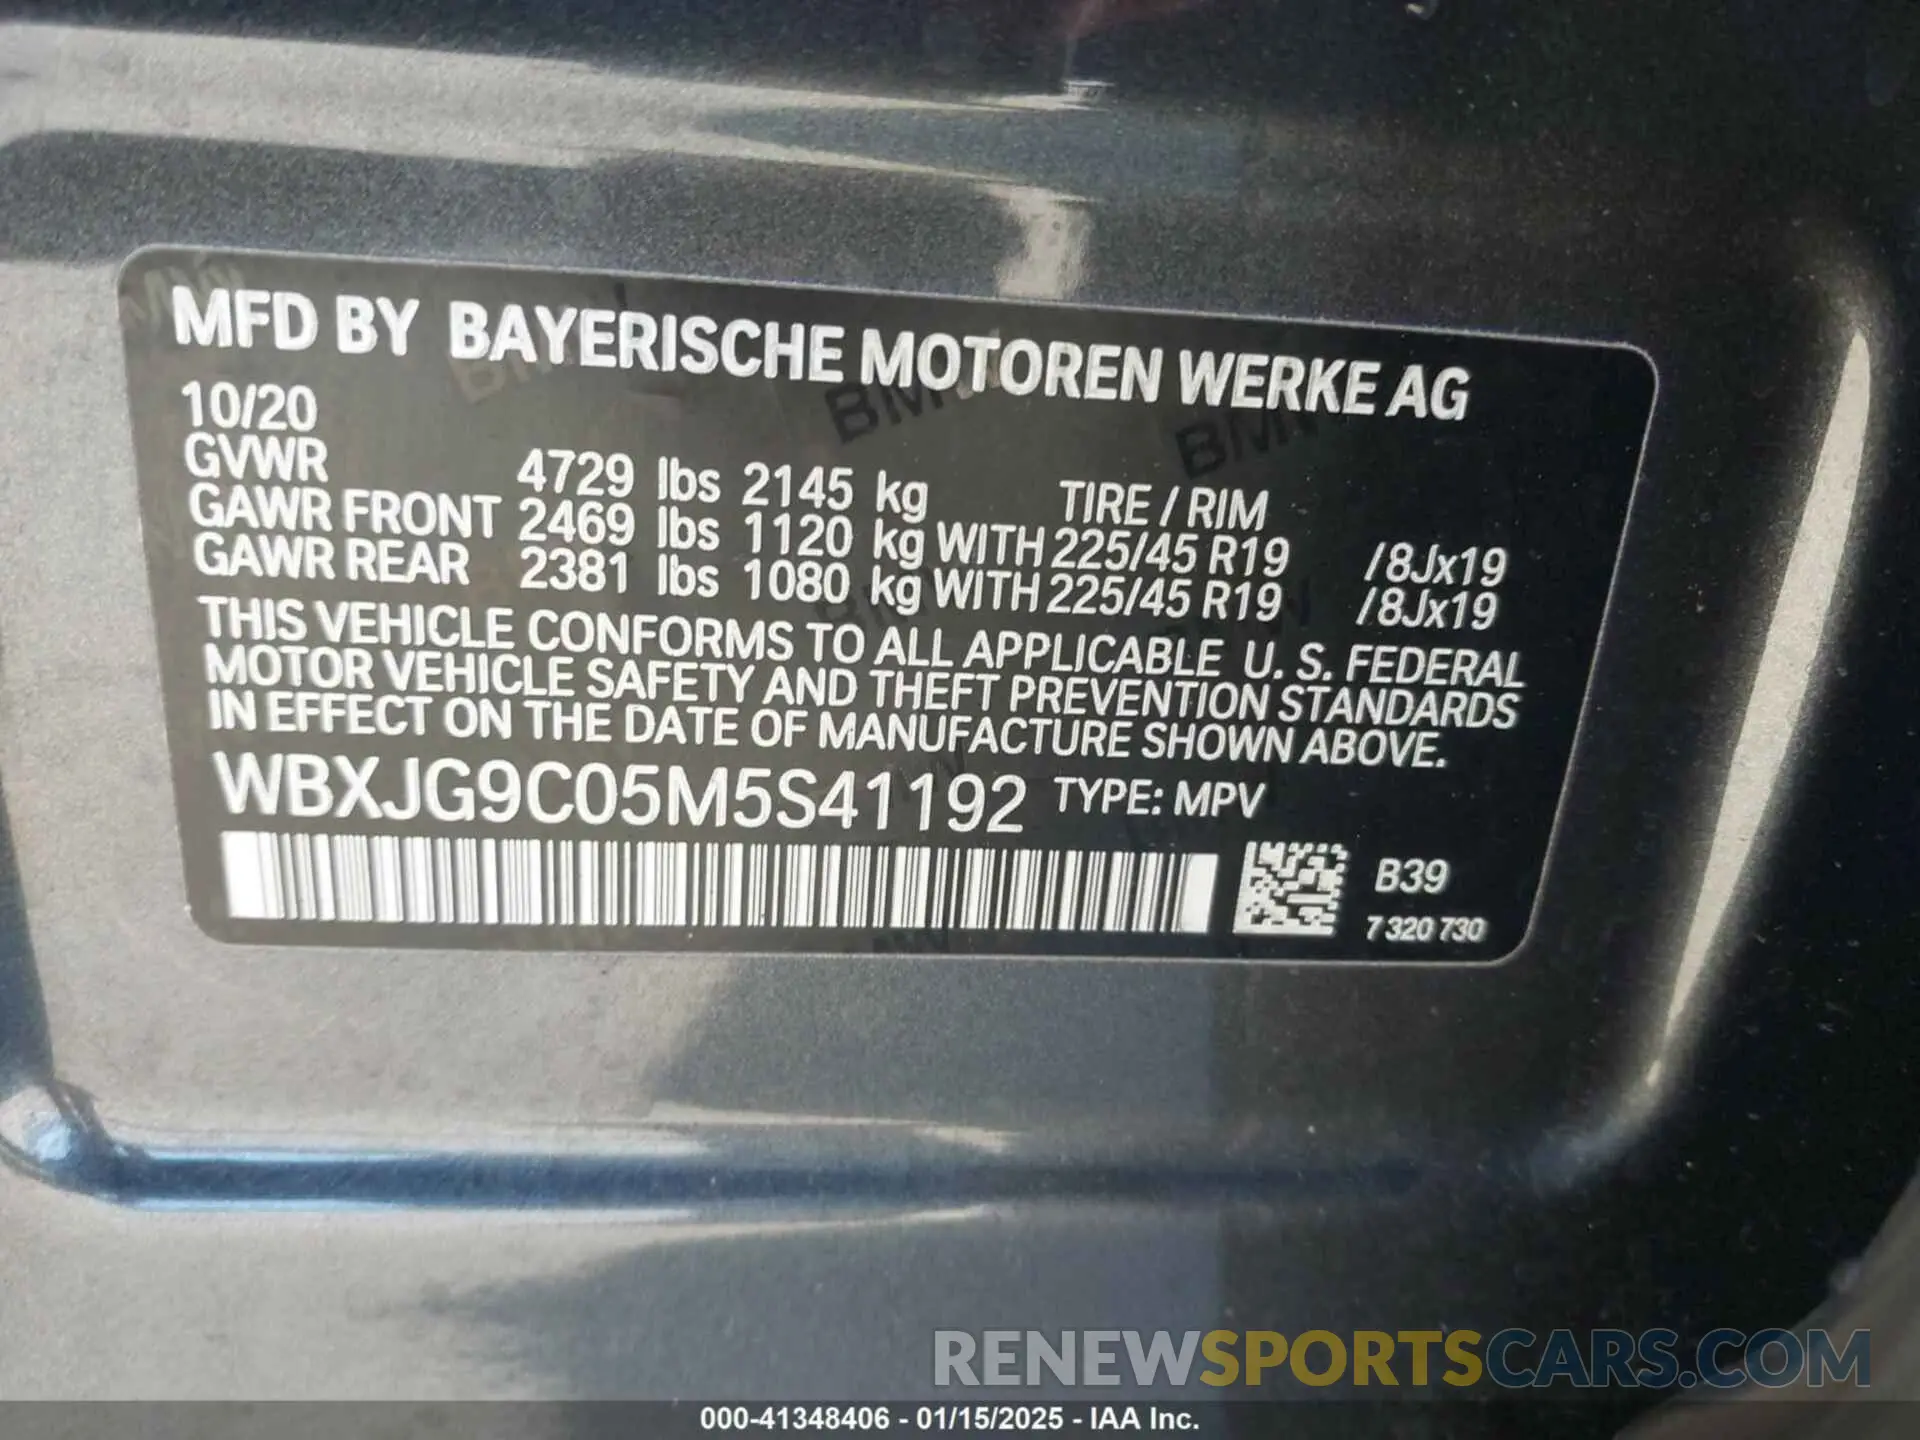 MFD BY BAYERISCHE MOTOREN WERKE AG
10/20
GVWR 4729 lbs 2145 kg TIRE / RIM
GAWR FRONT 2469 lbs 1120 kg WITH 225/45 R19 /8Jx19
GAWR REAR 2381 lbs 1080 kg WITH 225/45 R19 /8Jx19
THIS VEHICLE CONFORMS TO ALL APPLICABLE U. S. FEDERAL
MOTOR VEHICLE SAFETY AND THEFT PREVENTION STANDARDS
IN EFFECT ON THE DATE OF MANUFACTURE SHOWN ABOVE.
WBXJG9C05M5S41192 TYPE: MPV
B39
7 320 730
RENEWSPORTSCARS.COM
000-41348406 - 01/15/2025 - IAA Inc.